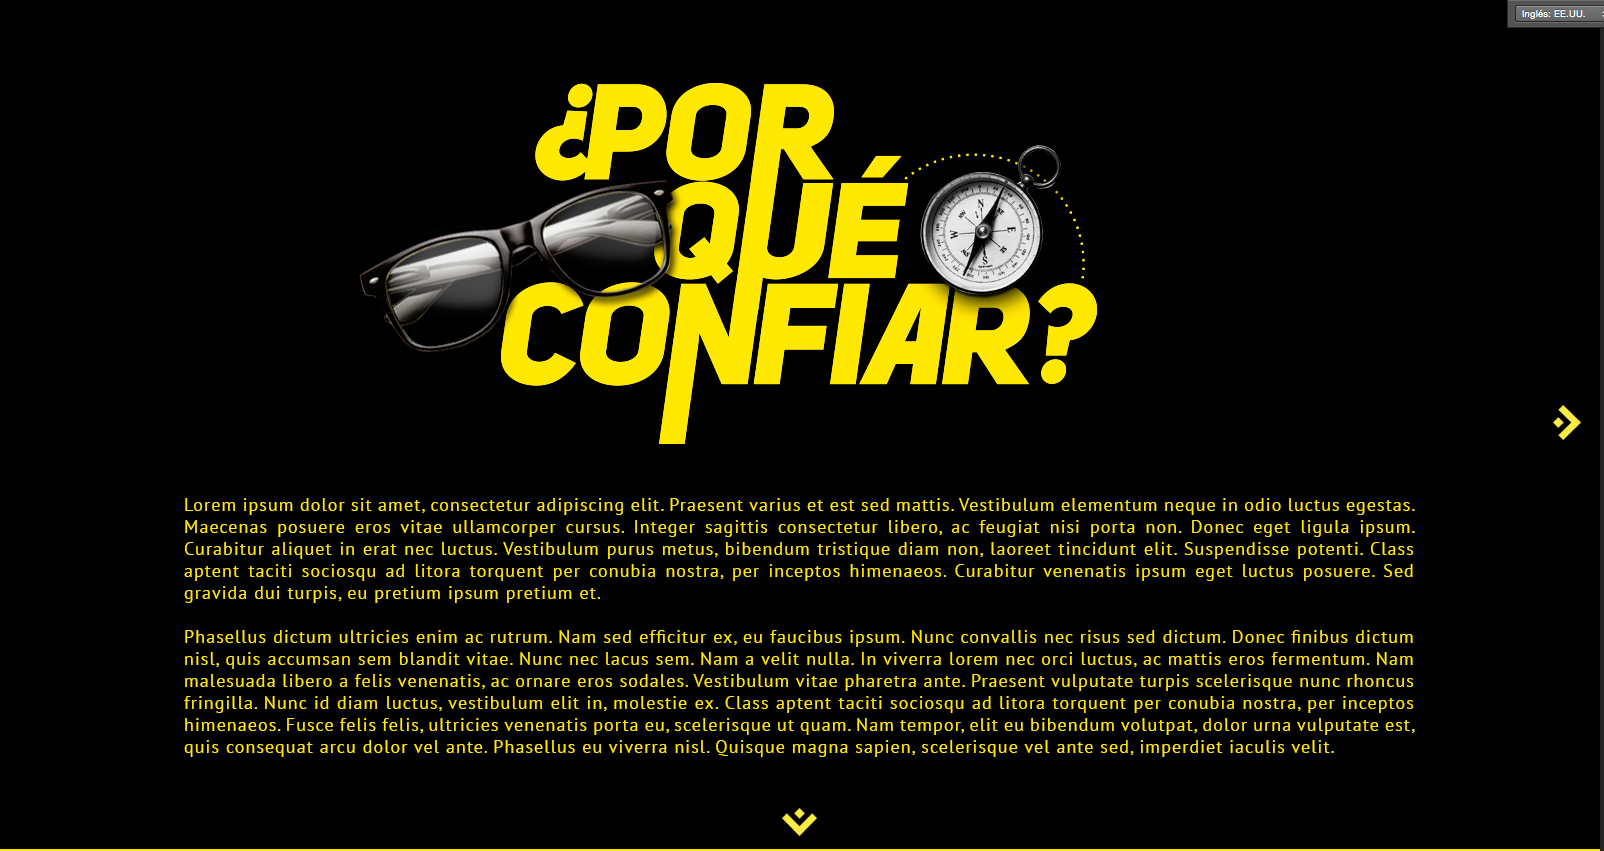 Inglés: EE.UU.
¿POR
QUÉ
CONFIAR?
N
NE
E
SE
S
W
NW
Lorem ipsum dolor sit amet, consectetur adipiscing elit. Praesent varius et est sed mattis. Vestibulum elementum neque in odio luctus egestas.
Maecenas posuere eros vitae ullamcorper cursus. Integer sagittis consectetur libero, ac feugiat nisi porta non. Donec eget ligula ipsum.
Curabitur aliquet in erat nec luctus. Vestibulum purus metus, bibendum tristique diam non, laoreet tincidunt elit. Suspendisse potenti. Class
aptent taciti sociosqu ad litora torquent per conubia nostra, per inceptos himenaeos. Curabitur venenatis ipsum eget luctus posuere. Sed
gravida dui turpis, eu pretium ipsum pretium et.
Phasellus dictum ultricies enim ac rutrum. Nam sed efficitur ex, eu faucibus ipsum. Nunc convallis nec risus sed dictum. Donec finibus dictum
nisl, quis accumsan sem blandit vitae. Nunc nec lacus sem. Nam a velit nulla. In viverra lorem nec orci luctus, ac mattis eros fermentum. Nam
malesuada libero a felis venenatis, ac ornare eros sodales. Vestibulum vitae pharetra ante. Praesent vulputate turpis scelerisque nunc rhoncus
fringilla. Nunc id diam luctus, vestibulum elit in, molestie ex. Class aptent taciti sociosqu ad litora torquent per conubia nostra, per inceptos
himenaeos. Fusce felis felis, ultricies venenatis porta eu, scelerisque ut quam. Nam tempor, elit eu bibendum volutpat, dolor urna vulputate est,
quis consequat arcu dolor vel ante. Phasellus eu viverra nisl. Quisque magna sapien, scelerisque vel ante sed, imperdiet iaculis velit.